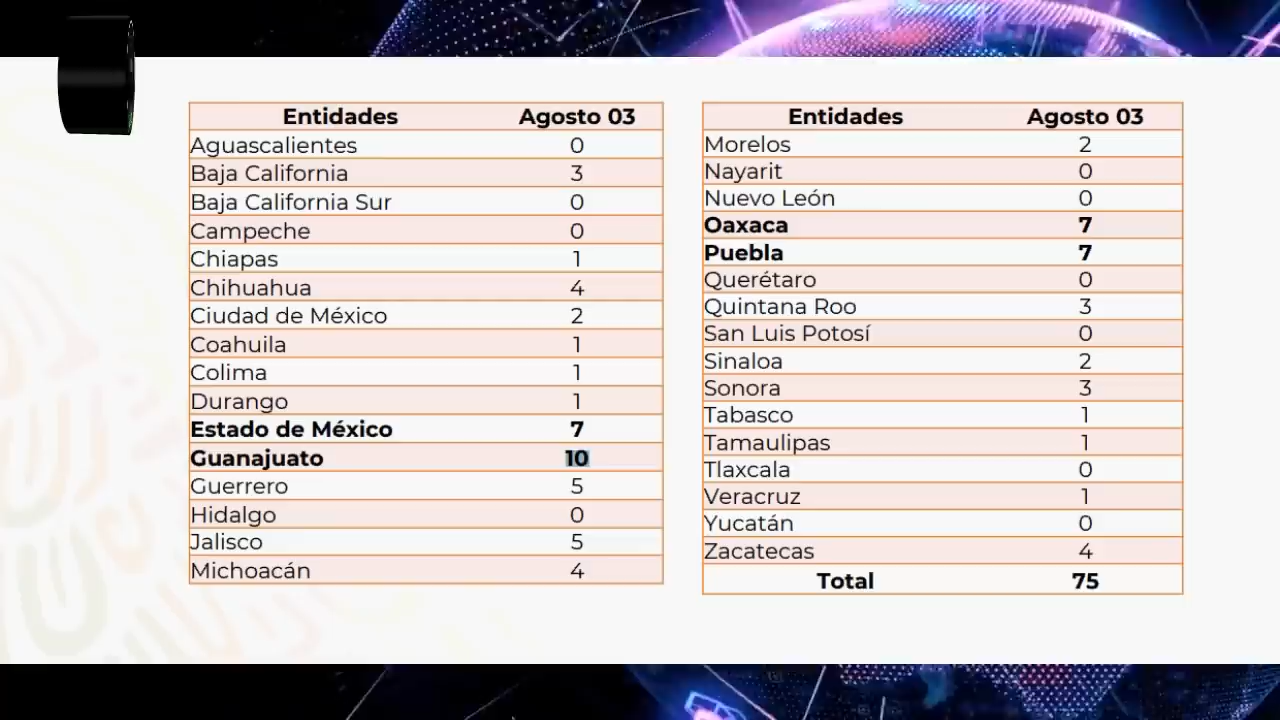 Entidades Agosto 03
Aguascalientes 0
Baja California 3
Baja California Sur 0
Campeche 0
Chiapas 1
Chihuahua 4
Ciudad de México 2
Coahuila 1
Colima 1
Durango 1
Estado de México 7
Guanajuato 10
Guerrero 5
Hidalgo 0
Jalisco 5
Michoacán 4
Entidades Agosto 03
Morelos 2
Nayarit 0
Nuevo León 0
Oaxaca 7
Puebla 7
Querétaro 0
Quintana Roo 3
San Luis Potosí 0
Sinaloa 2
Sonora 3
Tabasco 1
Tamaulipas 1
Tlaxcala 0
Veracruz 1
Yucatán 0
Zacatecas 4
Total 75